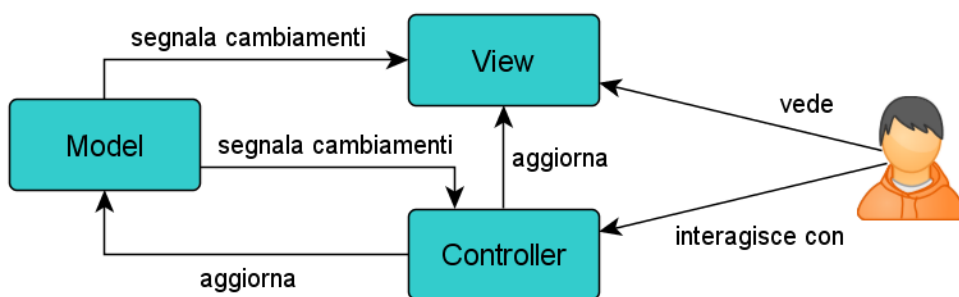 segnala cambiamenti
View
vede
Model
segnala cambiamenti
aggiorna
Controller
interagisce con
aggiorna